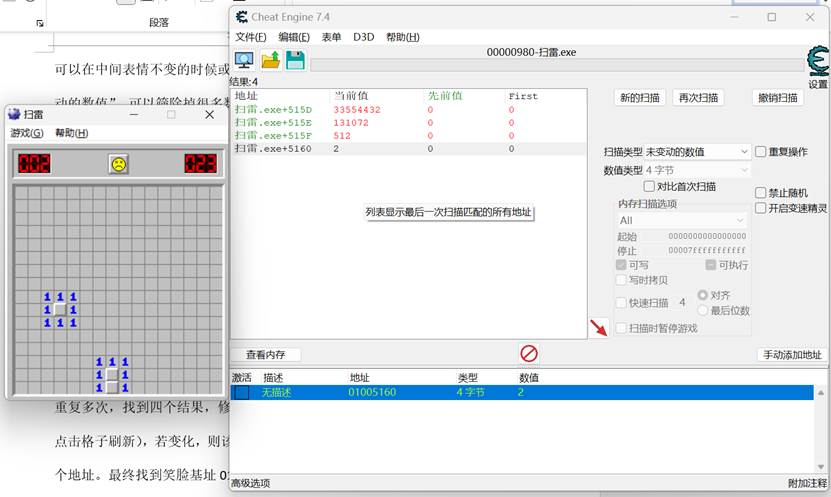 段落
可以在中间表情不变的时候或
动的数值”，可以筛除掉很多数
扫雷
游戏(G) 帮助(H)
002
023
1 1 1
1 1
1 1 1
1 1 1
1 1
1 1
重复多次，找到四个结果，修
点击格子刷新），若变化，则该
个地址。最终找到笑脸基址 0
Cheat Engine 7.4
文件(F) 编辑(E) 表单 D3D 帮助(H)
00000980-扫雷.exe
设置
结果:4
地址 当前值 先前值 First
扫雷.exe+515D 33554432 0 0
扫雷.exe+515E 131072 0 0
扫雷.exe+515F 512 0 0
扫雷.exe+5160 2 0 0
列表显示最后一次扫描匹配的所有地址
新的扫描 再次扫描 撤销扫描
扫描类型 未变动的数值 重复操作
数值类型 4 字节
对比首次扫描
内存扫描选项
All
起始 0000000000000000
停止 00007fffffffffff
可写 可执行
写时拷贝
快速扫描 4 对齐
最后位数
扫描时暂停游戏
禁止随机
开启变速精灵
查看内存
手动添加地址
激活 描述 地址 类型 数值
无描述 01005160 4 字节 2
高级选项
附加注释